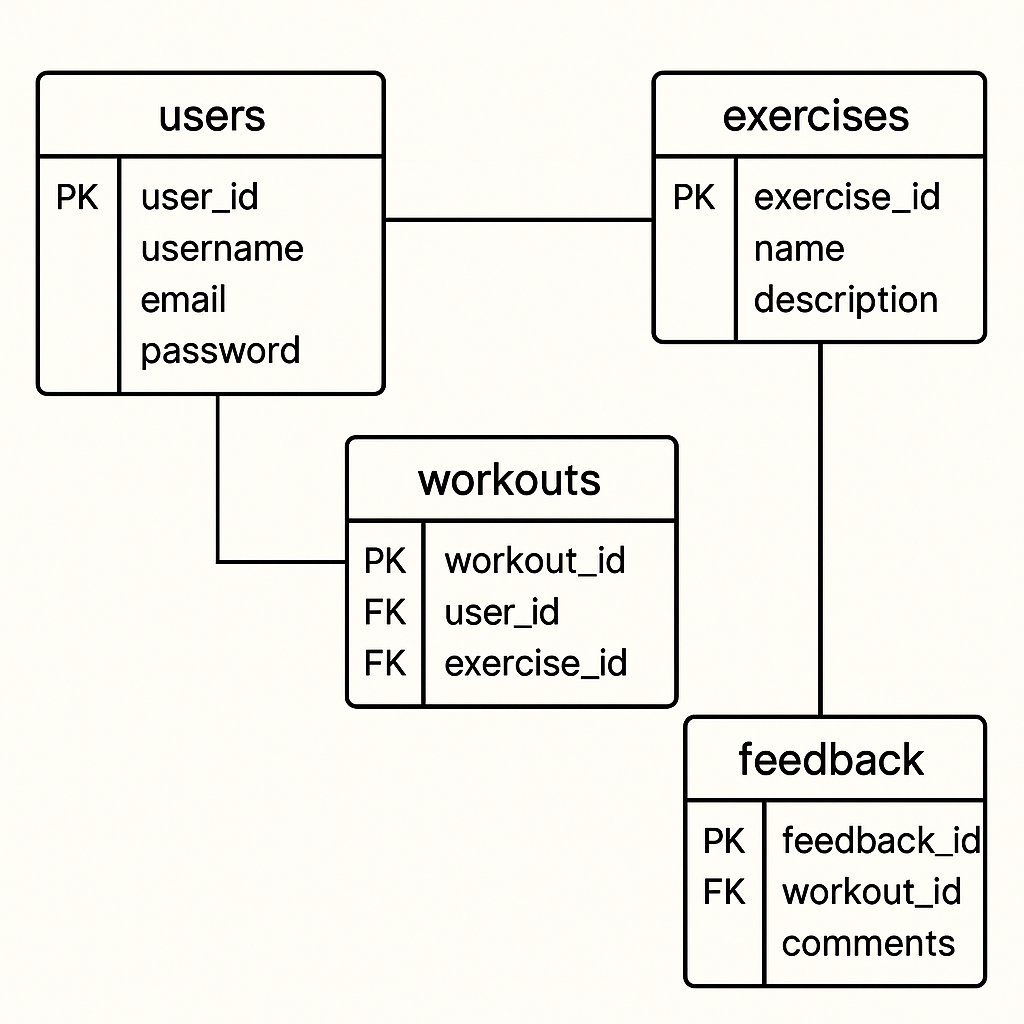 users
PK user_id
username
email
password
exercises
PK exercise_id
name
description
workouts
PK workout_id
FK user_id
FK exercise_id
feedback
PK feedback_id
FK workout_id
comments